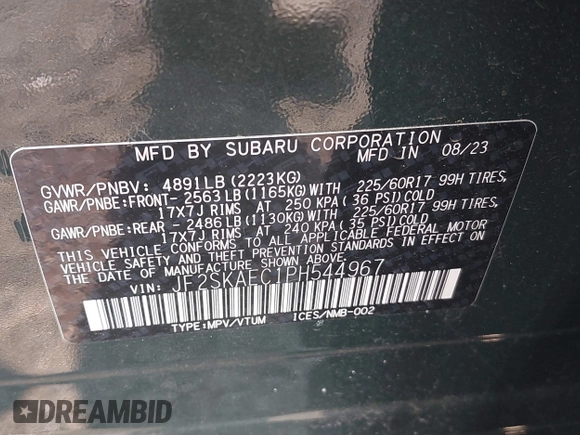 MFD BY SUBARU CORPORATION
MFD IN 08/23
GVWR/PNBV: 4891LB (2223KG)
GAWR/PNBE:FRONT- 2563LB (1165KG) WITH 225/60R17 99H TIRES,
17X7J RIMS AT 250 KPA (36 PSI) COLD
GAWR/PNBE:REAR -2486LB (1130KG) WITH 225/60R17 99H TIRES,
17X7J RIMS AT 240 KPA (35 PSI) COLD
THIS VEHICLE CONFORMS TO ALL APPLICABLE FEDERAL MOTOR
VEHICLE SAFETY AND THEFT PREVENTION STANDARDS IN EFFECT
ON THE DATE OF MANUFACTURE SHOWN ABOVE.
VIN: JF2SKAEC1PH544967
TYPE:MPV/VTUM ICES/NMB-002
DREAMBID